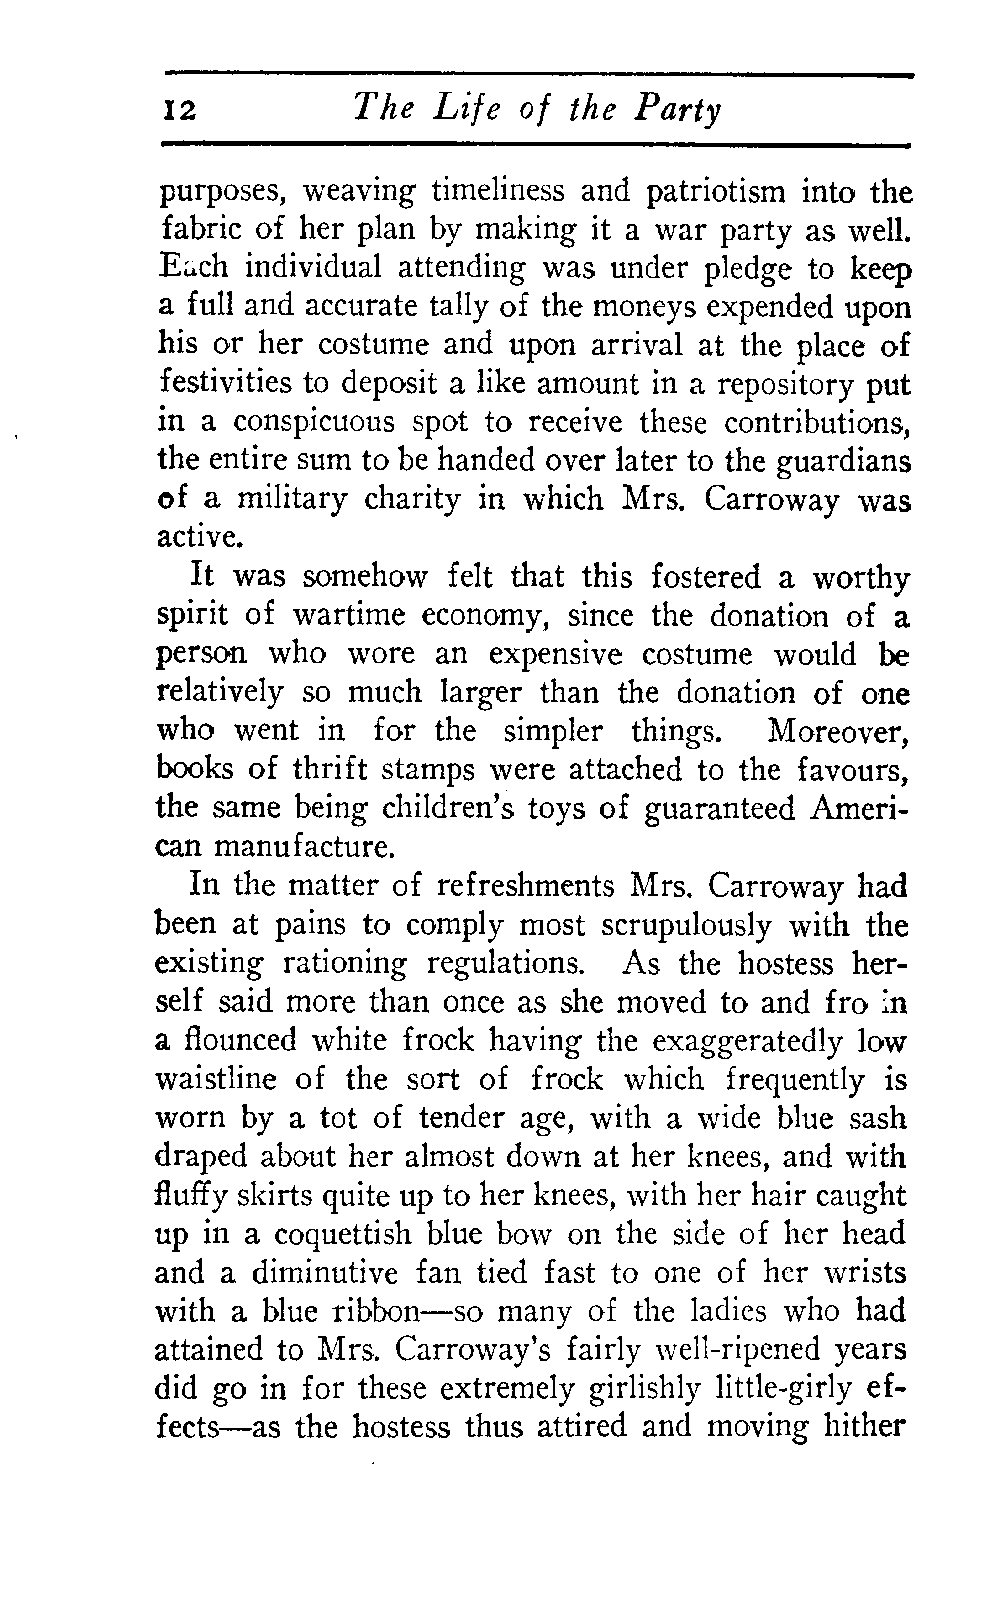 12 The Life of the Party
purposes, weaving timeliness and patriotism into the
fabric of her plan by making it a war party as well.
Each individual attending was under pledge to keep
a full and accurate tally of the moneys expended upon
his or her costume and upon arrival at the place of
festivities to deposit a like amount in a repository put
in a conspicuous spot to receive these contributions,
the entire sum to be handed over later to the guardians
of a military charity in which Mrs. Carroway was
active.
It was somehow felt that this fostered a worthy
spirit of wartime economy, since the donation of a
person who wore an expensive costume would be
relatively so much larger than the donation of one
who went in for the simpler things. Moreover,
books of thrift stamps were attached to the favours,
the same being children's toys of guaranteed Ameri-
can manufacture.
In the matter of refreshments Mrs. Carroway had
been at pains to comply most scrupulously with the
existing rationing regulations. As the hostess her-
self said more than once as she moved to and fro in
a flounced white frock having the exaggeratedly low
waistline of the sort of frock which frequently is
worn by a tot of tender age, with a wide blue sash
draped about her almost down at her knees, and with
fluffy skirts quite up to her knees, with her hair caught
up in a coquettish blue bow on the side of her head
and a diminutive fan tied fast to one of her wrists
with a blue ribbon—so many of the ladies who had
attained to Mrs. Carroway's fairly well-ripened years
did go in for these extremely girlishly little-girly ef-
fects—as the hostess thus attired and moving hither